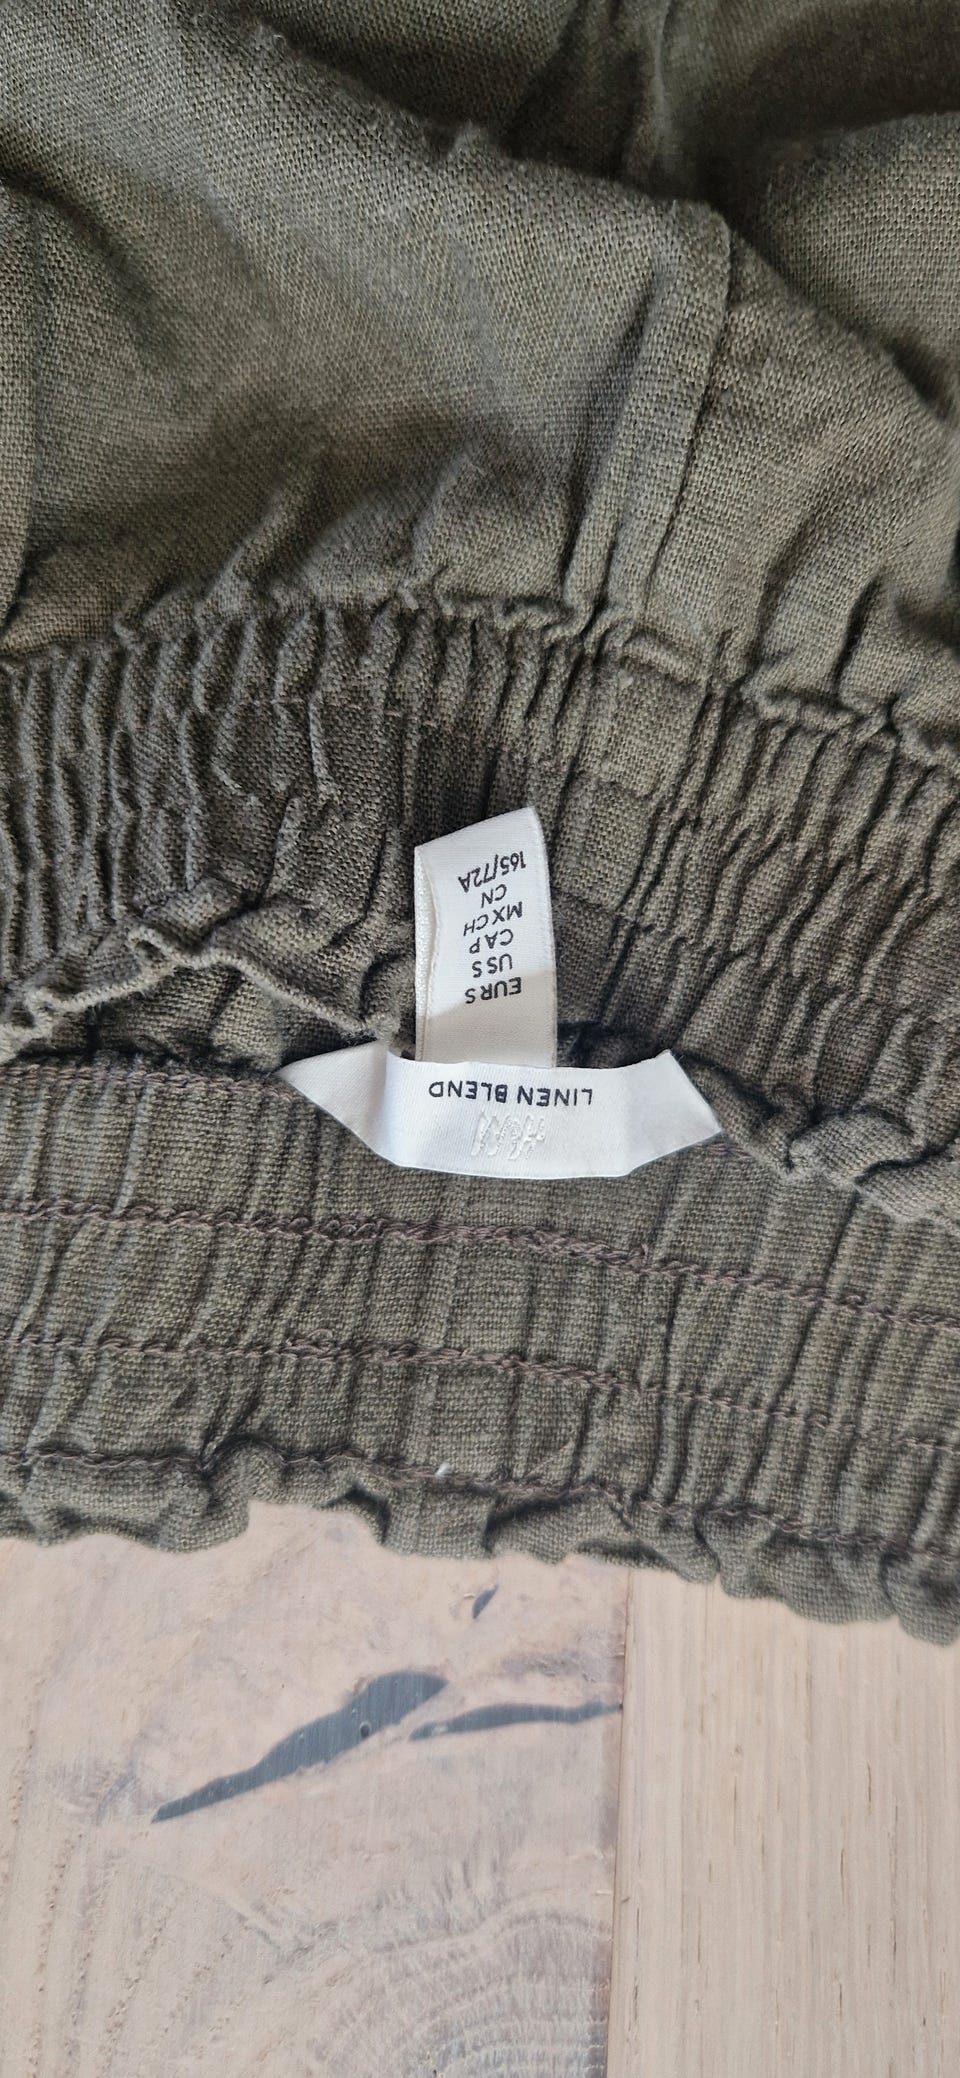 H&M
LINEN BLEND
EUR S
US S
CA P
MX CH
CN
165/72A